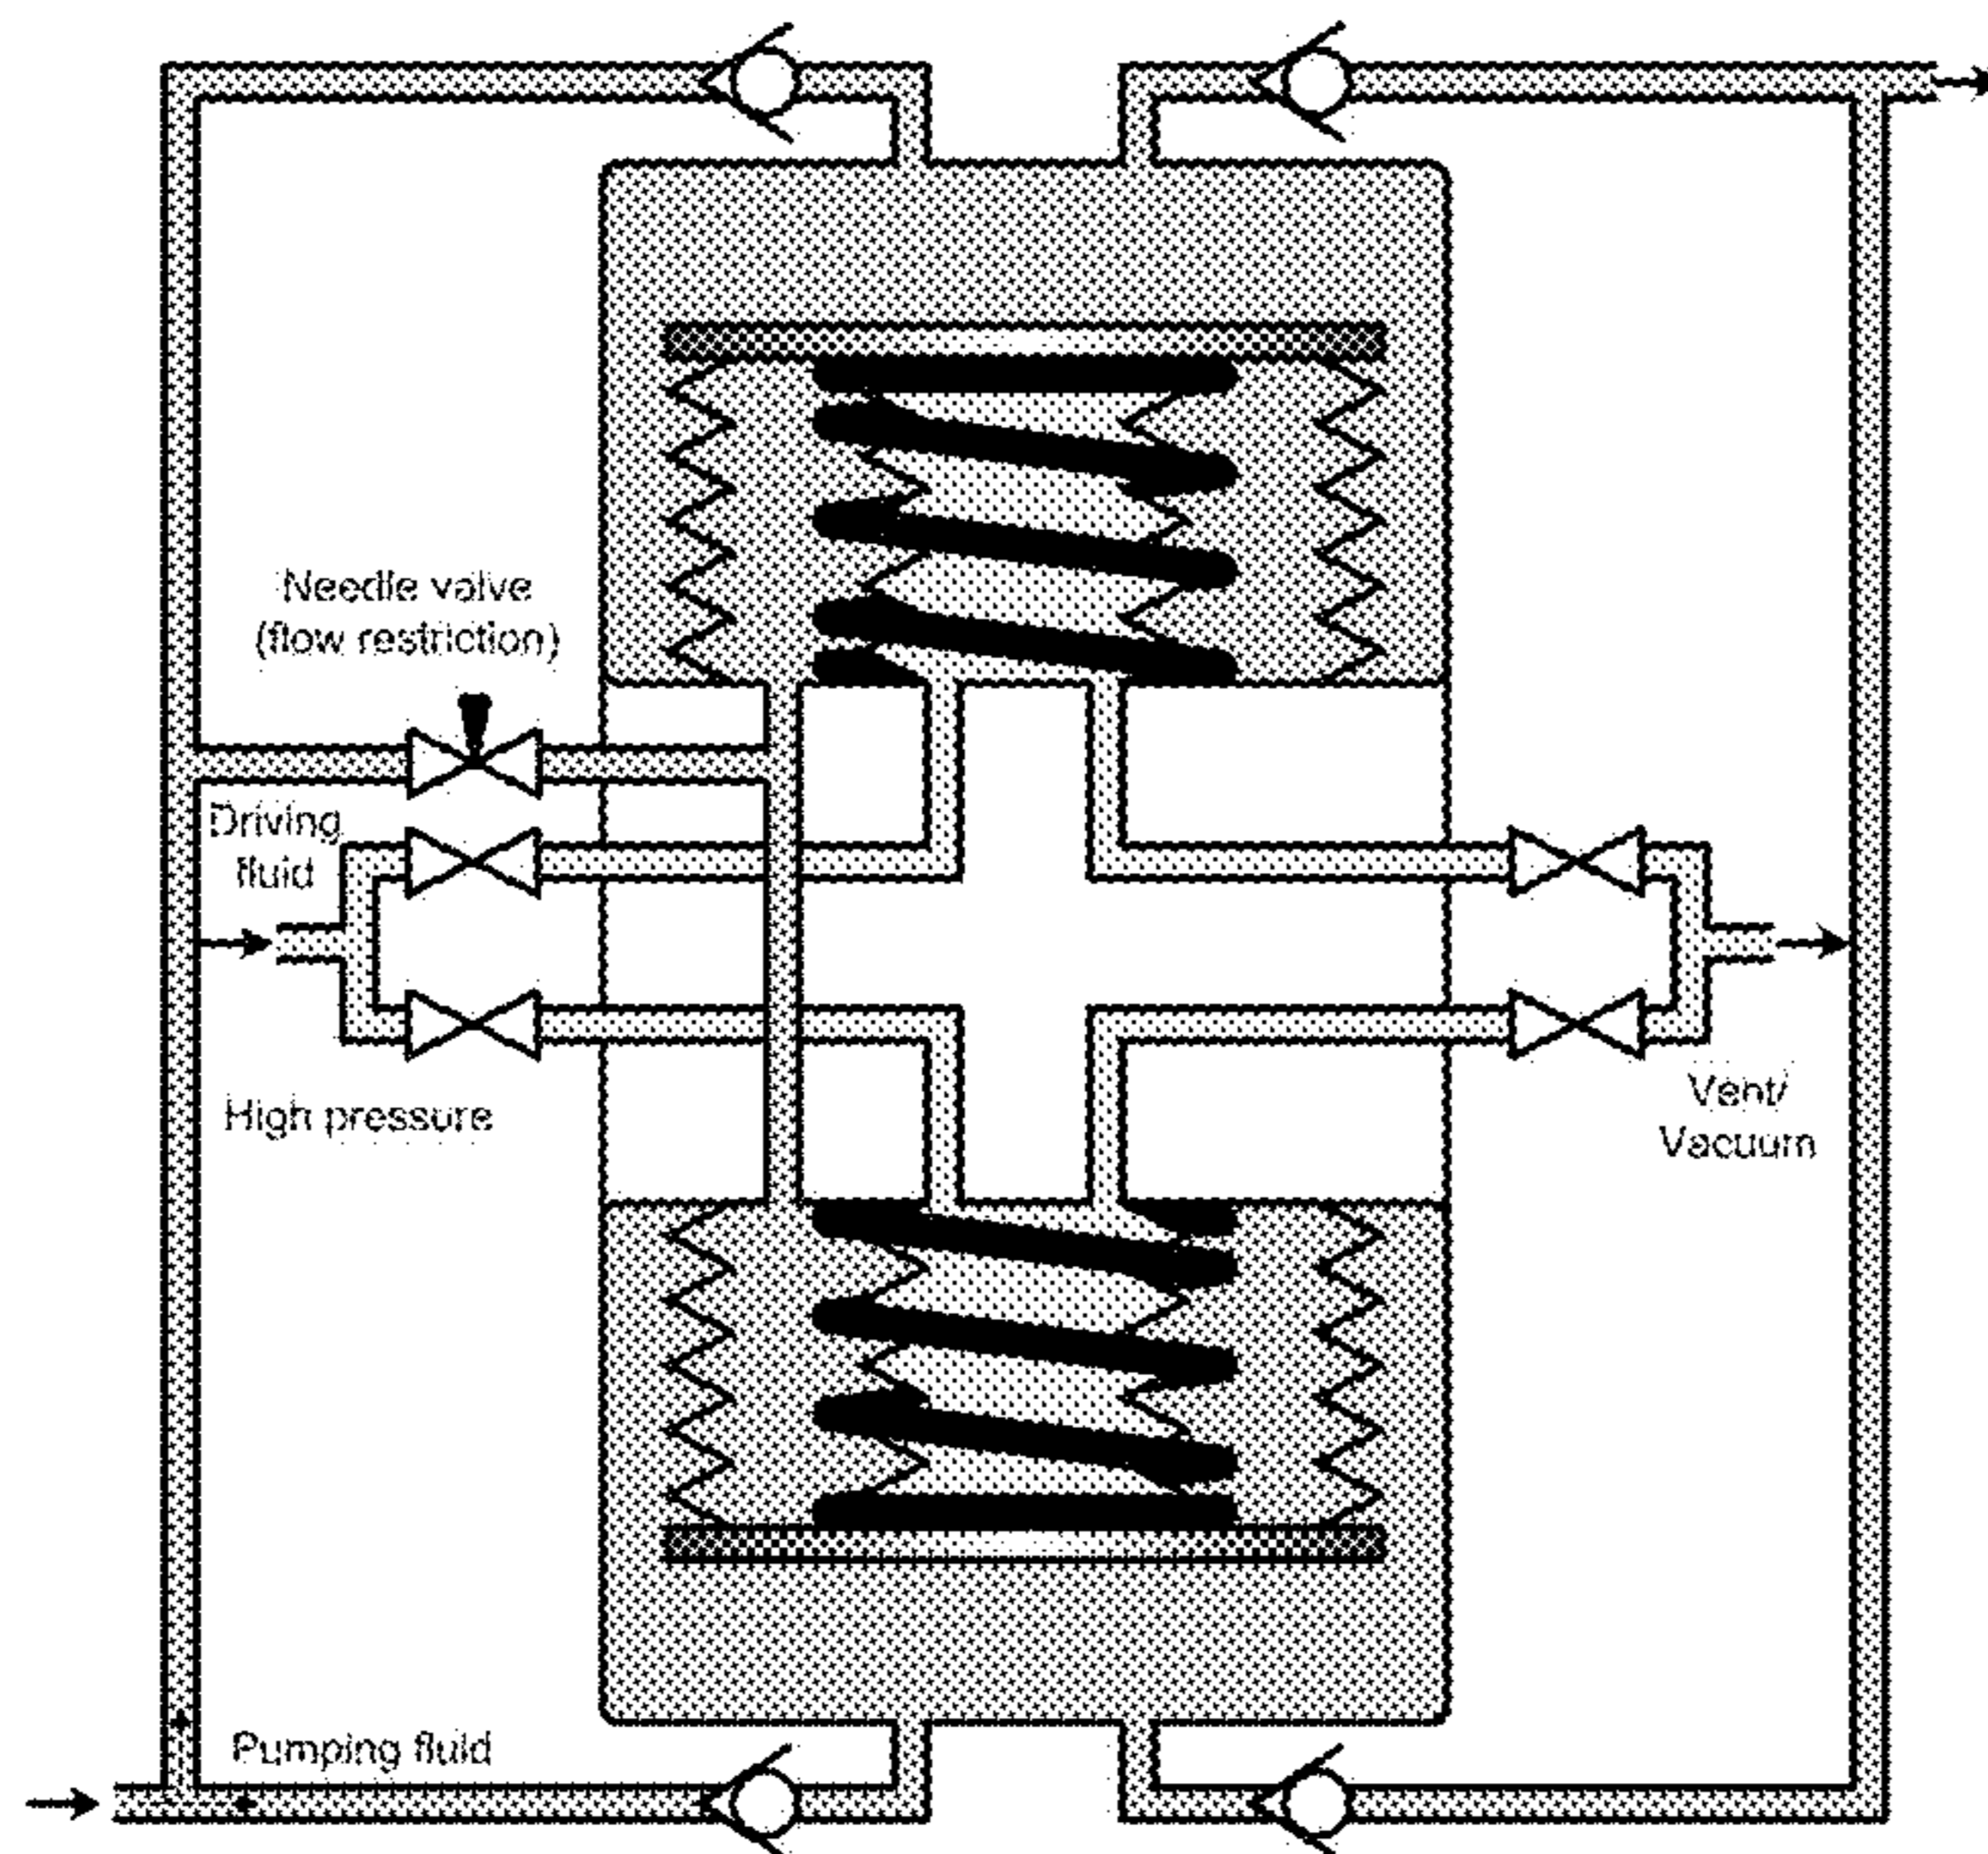 Needle valve
(flow restriction)
Driving
fluid
High pressure
Vent/
Vacuum
Pumping fluid